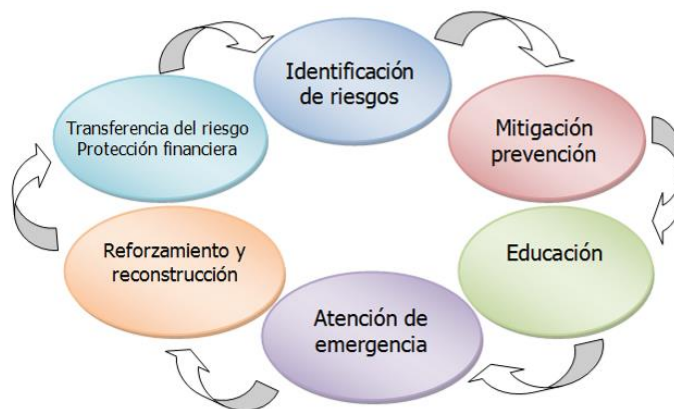 Identificación
de riesgos
Mitigación
prevención
Educación
Atención de
emergencia
Reforzamiento y
reconstrucción
Transferencia del riesgo
Protección financiera